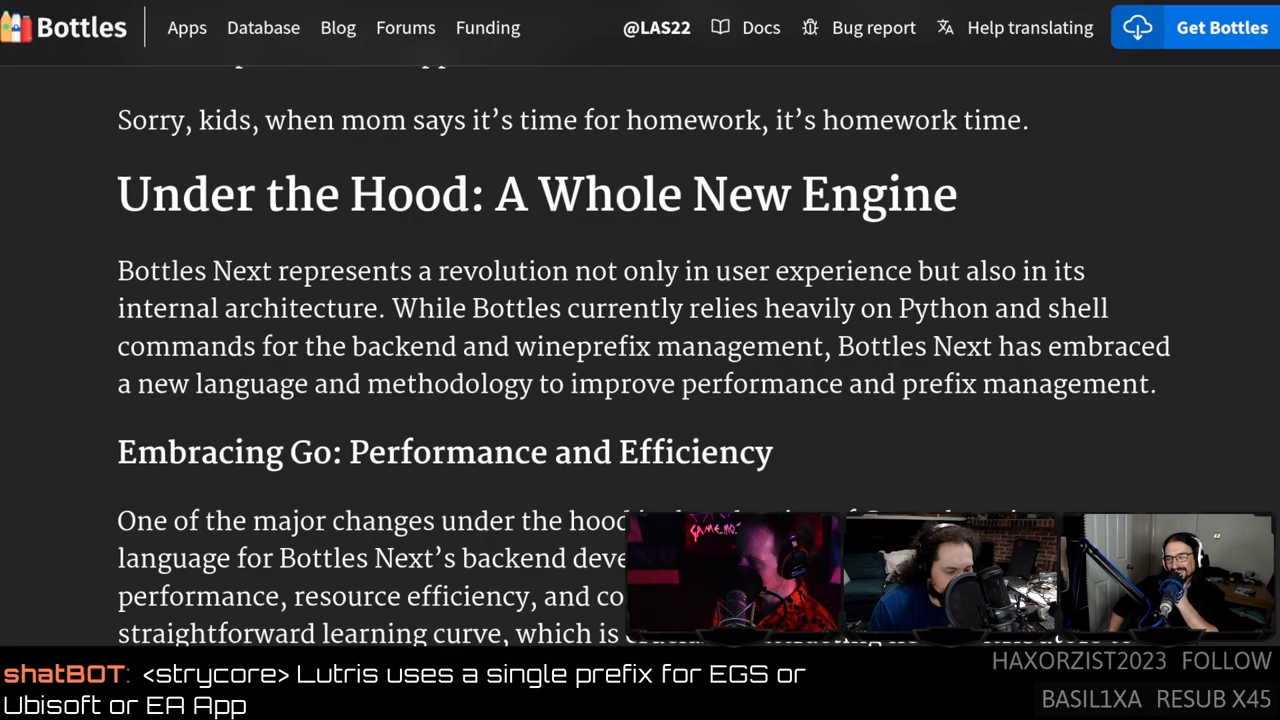 Bottles
Apps Database Blog Forums Funding @LAS22 Docs Bug report Help translating Get Bottles
Sorry, kids, when mom says it’s time for homework, it’s homework time.
Under the Hood: A Whole New Engine
Bottles Next represents a revolution not only in user experience but also in its
internal architecture. While Bottles currently relies heavily on Python and shell
commands for the backend and wineprefix management, Bottles Next has embraced
a new language and methodology to improve performance and prefix management.
Embracing Go: Performance and Efficiency
One of the major changes under the hood
language for Bottles Next’s backend
performance, resource efficiency, and
straightforward learning curve, which is
shatBOT: <strycore> Lutris uses a single prefix for EGS or
Ubisoft or EA App
HAXORZIST2023 FOLLOW
BASIL1XA RESUB X45